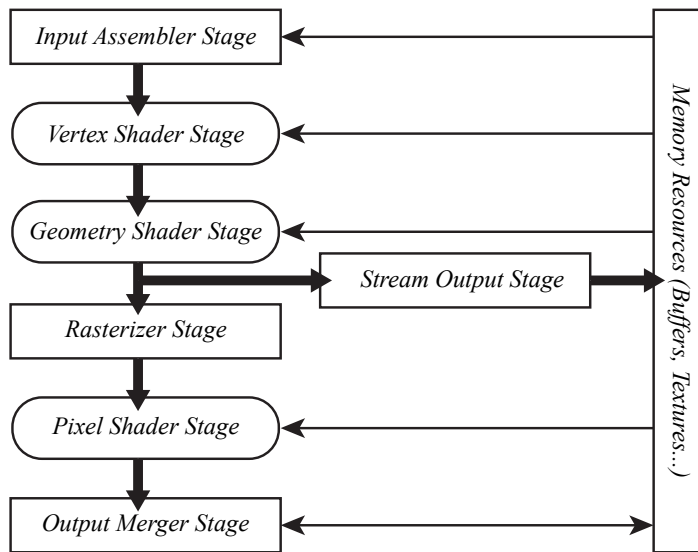 Input Assembler Stage
Vertex Shader Stage
Geometry Shader Stage
Stream Output Stage
Rasterizer Stage
Pixel Shader Stage
Output Merger Stage
Memory Resources (Buffers, Textures...)